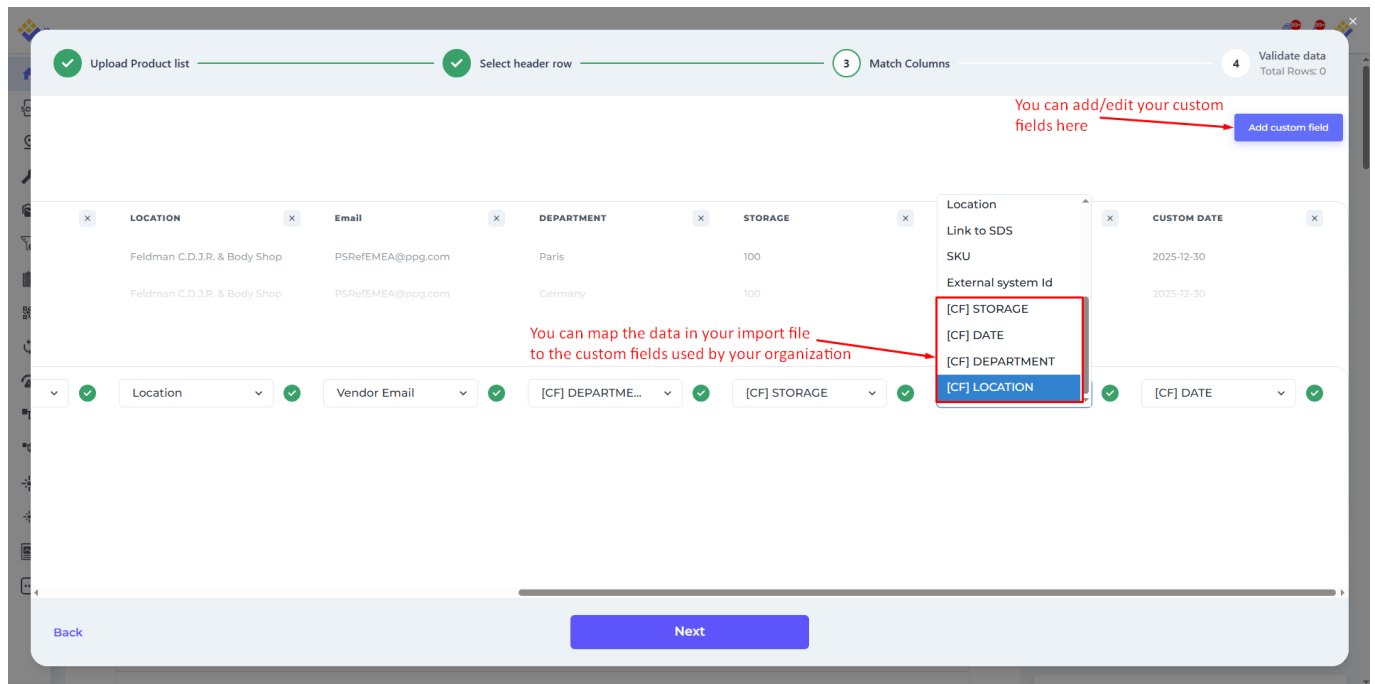 Upload Product list
Select header row
3 Match Columns
4 Validate data
Total Rows: 0
You can add/edit your custom
fields here
Add custom field
LOCATION Email DEPARTMENT STORAGE CUSTOM DATE
Feldman C.D.J.R. & Body Shop PSRefEMEA@ppg.com Paris 100 2025-12-30
Feldman C.D.J.R. & Body Shop PSRefEMEA@ppg.com Germany 100 2025-12-30
Location
Link to SDS
SKU
External system Id
[CF] STORAGE
[CF] DATE
[CF] DEPARTMENT
[CF] LOCATION
You can map the data in your import file
to the custom fields used by your organization
Location Vendor Email [CF] DEPARTME... [CF] STORAGE [CF] DATE
Back
Next